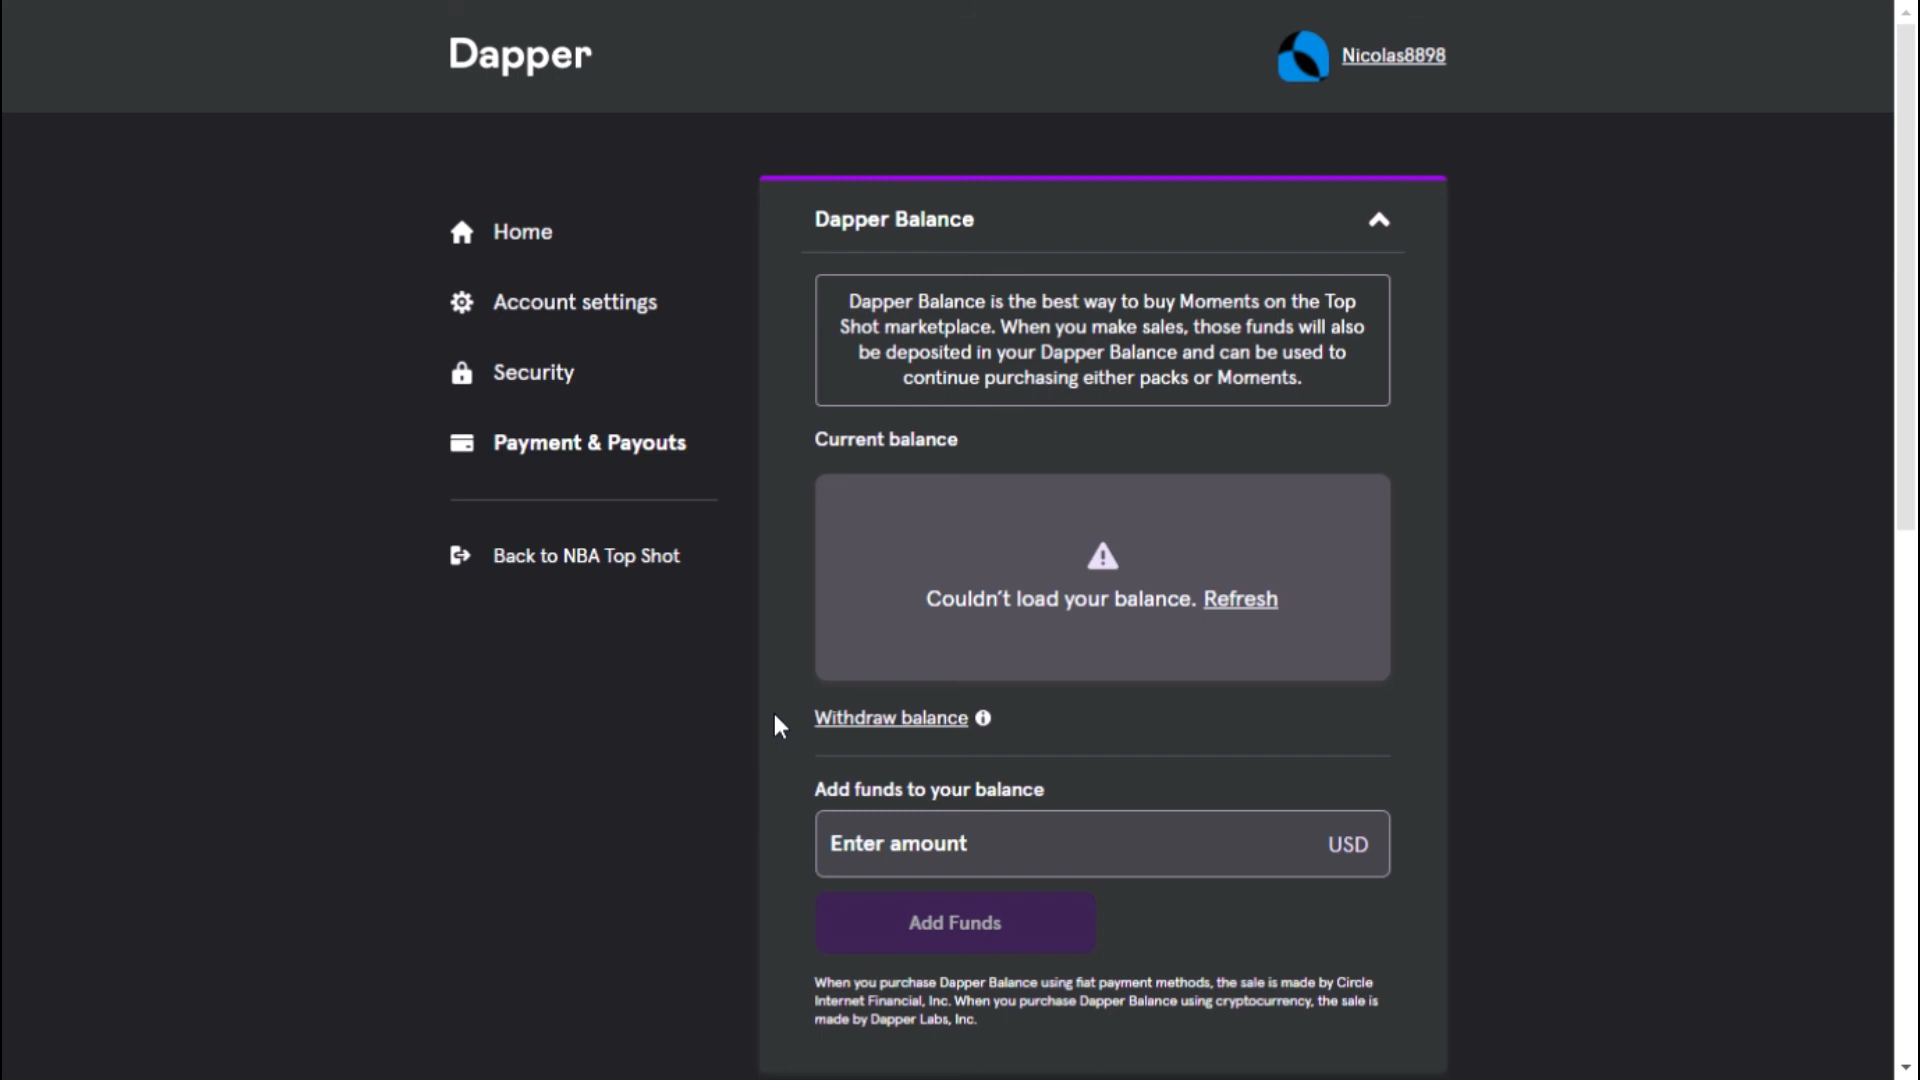 Dapper
Nicolas8898
Home
Account settings
Security
Payment & Payouts
Back to NBA Top Shot
Dapper Balance
Dapper Balance is the best way to buy Moments on the Top
Shot marketplace. When you make sales, those funds will also
be deposited in your Dapper Balance and can be used to
continue purchasing either packs or Moments.
Current balance
Couldn’t load your balance. Refresh
Withdraw balance
Add funds to your balance
Enter amount USD
Add Funds
When you purchase Dapper Balance using fiat payment methods, the sale is made by Circle
Internet Financial, Inc. When you purchase Dapper Balance using cryptocurrency, the sale is
made by Dapper Labs, Inc.